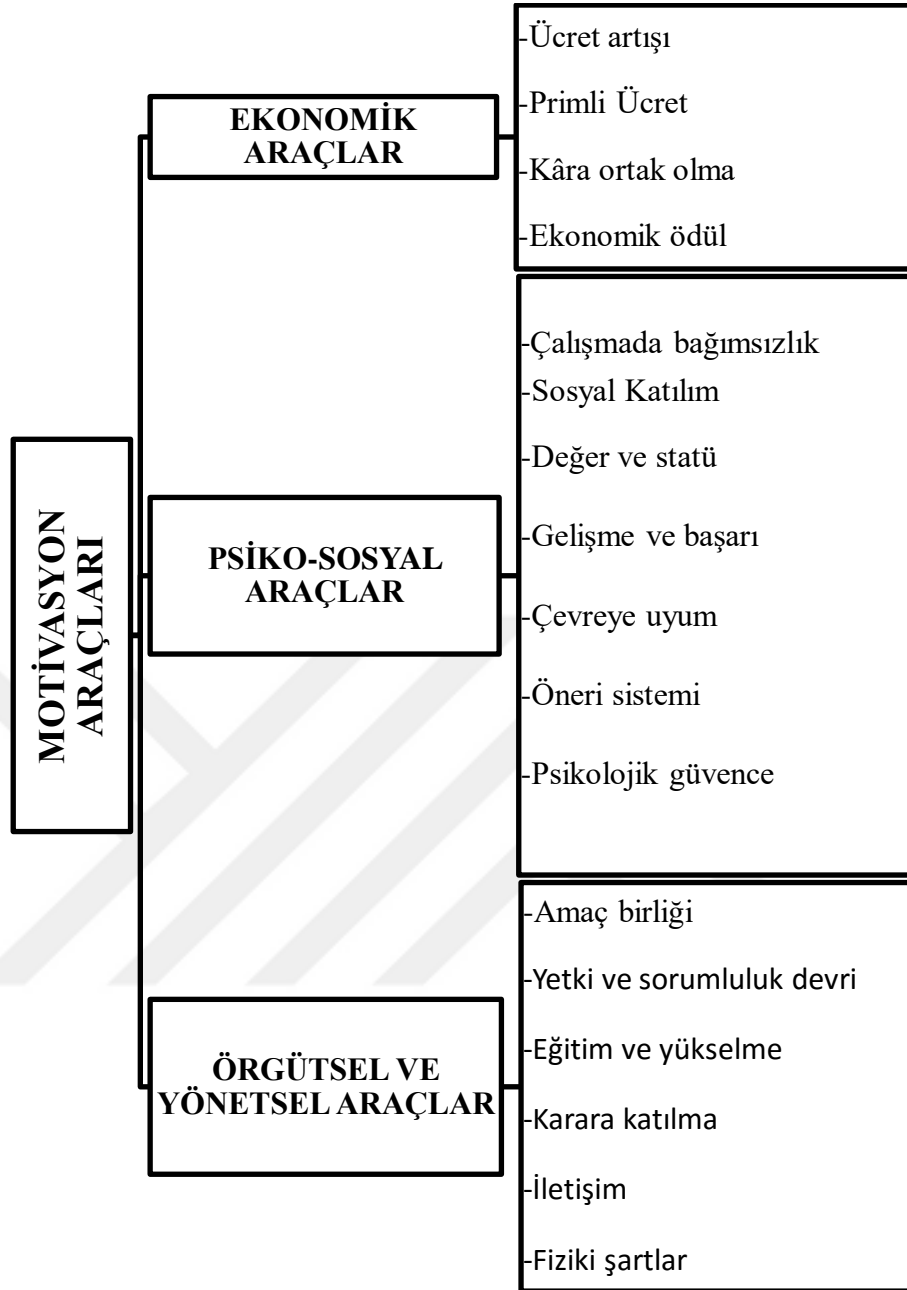 MOTİVASYON
ARAÇLARI
EKONOMİK
ARAÇLAR
-Ücret artışı
-Primli Ücret
-Kâra ortak olma
-Ekonomik ödül
PSİKO-SOSYAL
ARAÇLAR
-Çalışmada bağımsızlık
-Sosyal Katılım
-Değer ve statü
-Gelişme ve başarı
-Çevreye uyum
-Öneri sistemi
-Psikolojik güvence
ÖRGÜTSEL VE
YÖNETSEL ARAÇLAR
-Amaç birliği
-Yetki ve sorumluluk devri
-Eğitim ve yükselme
-Karara katılma
-İletişim
-Fiziki şartlar